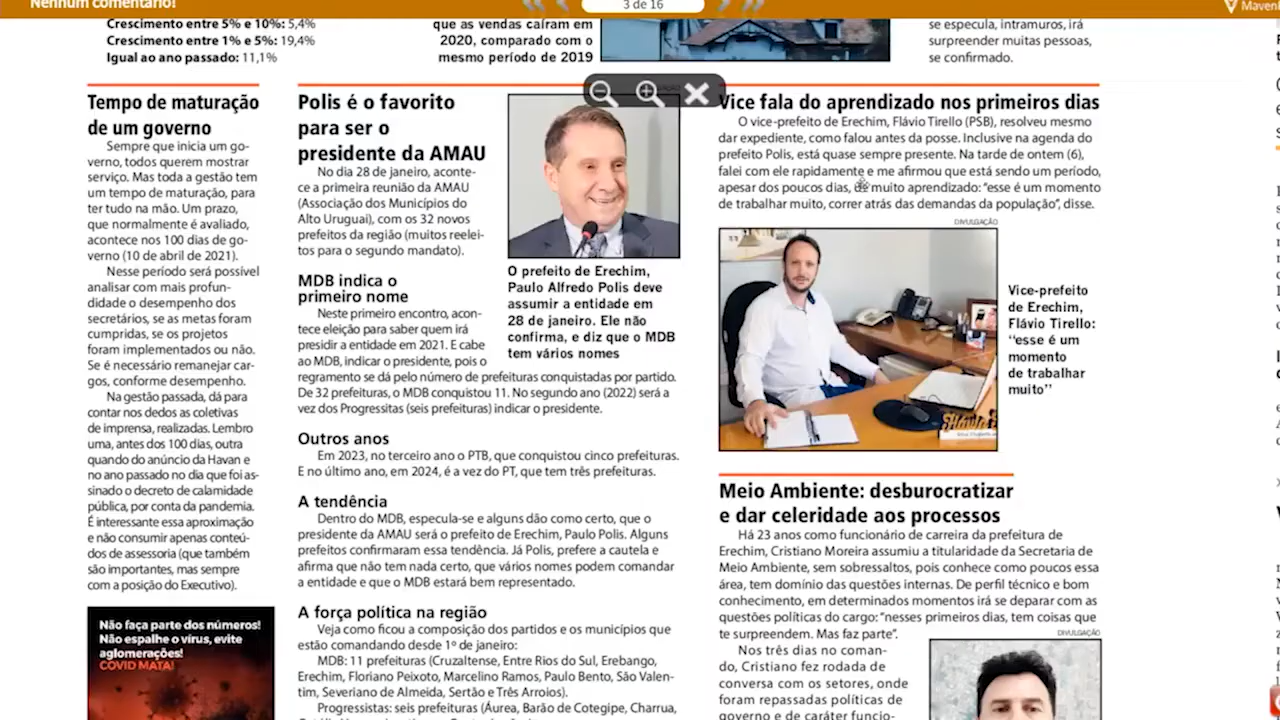 Nenhum comentário!
3 de 16
Crescimento entre 5% e 10%: 5,4%
Crescimento entre 1% e 5%: 19,4%
Igual ao ano passado: 11,1%
que as vendas caíram em
2020, comparado com o
mesmo período de 2019
se especula, intramuros, irá
surpreender muitas pessoas,
se confirmado.
Tempo de maturação
de um governo
Sempre que inicia um go-
verno, todos querem mostrar
serviço. Mas toda a gestão tem
um tempo de maturação, para
ter tudo na mão. Um prazo,
que normalmente é avaliado,
acontece nos 100 dias de go-
verno (10 de abril de 2021).
Nesse período será possível
analisar com mais profun-
didade o desempenho dos
secretários, se as metas foram
cumpridas, se os projetos
foram implementados ou não.
Se é necessário remanejar car-
gos, conforme desempenho.
Na gestão passada, dá para
contar nos dedos as coletivas
de imprensa, realizadas. Lembro
uma, antes dos 100 dias, outra
quando do anúncio da Havan e
no ano passado no dia que foi as-
sinado o decreto de calamidade
pública, por conta da pandemia.
É interessante essa aproximação
e não consumir apenas conteú-
dos de assessoria (que também
são importantes, mas sempre
com a posição do Executivo).
Não faça parte dos números!
Não espalhe o vírus, evite
aglomerações!
COVID MATA!
Polis é o favorito
para ser o
presidente da AMAU
No dia 28 de janeiro, aconte-
ce a primeira reunião da AMAU
(Associação dos Municípios do
Alto Uruguai), com os 32 novos
prefeitos da região (muitos reelei-
tos para o segundo mandato).
MDB indica o
primeiro nome
Neste primeiro encontro, acon-
tece eleição para saber quem irá
presidir a entidade em 2021. E cabe
ao MDB, indicar o presidente, pois o
regramento se dá pelo número de prefeituras conquistadas por partido.
De 32 prefeituras, o MDB conquistou 11. No segundo ano (2022) será a
vez dos Progressitas (seis prefeituras) indicar o presidente.
O prefeito de Erechim,
Paulo Alfredo Polis deve
assumir a entidade em
28 de janeiro. Ele não
confirma, e diz que o MDB
tem vários nomes
Outros anos
Em 2023, no terceiro ano o PTB, que conquistou cinco prefeituras.
E no último ano, em 2024, é a vez do PT, que tem três prefeituras.
A tendência
Dentro do MDB, especula-se e alguns dão como certo, que o
presidente da AMAU será o prefeito de Erechim, Paulo Polis. Alguns
prefeitos confirmaram essa tendência. Já Polis, prefere a cautela e
afirma que não tem nada certo, que vários nomes podem comandar
a entidade e que o MDB estará bem representado.
A força política na região
Veja como ficou a composição dos partidos e os municípios que
estão comandando desde 1º de janeiro:
MDB: 11 prefeituras (Cruzaltense, Entre Rios do Sul, Erebango,
Erechim, Floriano Peixoto, Marcelino Ramos, Paulo Bento, São Valen-
tim, Severiano de Almeida, Sertão e Três Arroios).
Progressistas: seis prefeituras (Áurea, Barão de Cotegipe, Charrua,
Vice fala do aprendizado nos primeiros dias
O vice-prefeito de Erechim, Flávio Tirello (PSB), resolveu mesmo
dar expediente, como falou antes da posse. Inclusive na agenda do
prefeito Polis, está quase sempre presente. Na tarde de ontem (6),
falei com ele rapidamente e me afirmou que está sendo um período,
apesar dos poucos dias, de muito aprendizado: "esse é um momento
de trabalhar muito, correr atrás das demandas da população", disse.
DIVULGAÇÃO
Vice-prefeito
de Erechim,
Flávio Tirello:
"esse é um
momento
de trabalhar
muito"
Meio Ambiente: desburocratizar
e dar celeridade aos processos
Há 23 anos como funcionário de carreira da prefeitura de
Erechim, Cristiano Moreira assumiu a titularidade da Secretaria de
Meio Ambiente, sem sobressaltos, pois conhece como poucos essa
área, tem domínio das questões internas. De perfil técnico e bom
conhecimento, em determinados momentos irá se deparar com as
questões políticas do cargo: "nesses primeiros dias, tem coisas que
te surpreendem. Mas faz parte".
DIVULGAÇÃO
Nos três dias no coman-
do, Cristiano fez rodada de
conversa com os setores, onde
foram repassadas políticas de
governo e de caráter funcio-